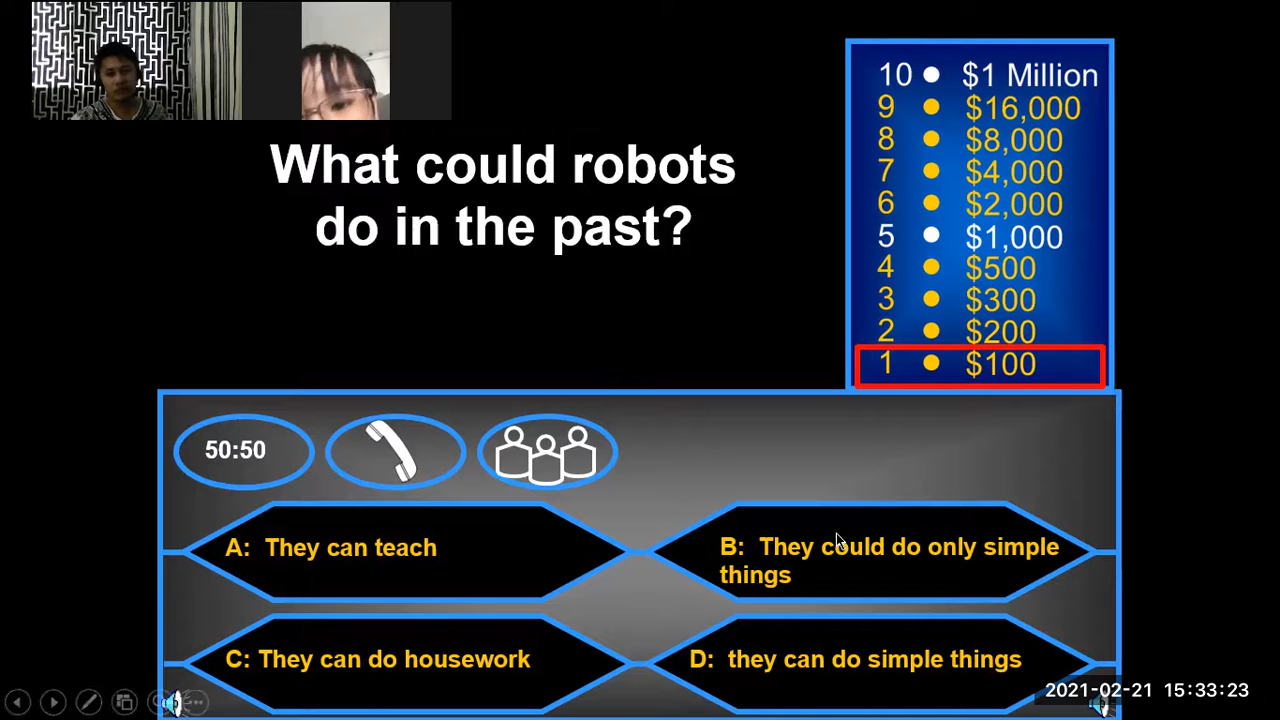 What could robots
do in the past?
10 $1 Million
9 $16,000
8 $8,000
7 $4,000
6 $2,000
5 $1,000
4 $500
3 $300
2 $200
1 $100
50:50
A: They can teach
B: They could do only simple
things
C: They can do housework
D: they can do simple things
2021-02-21 15:33:23